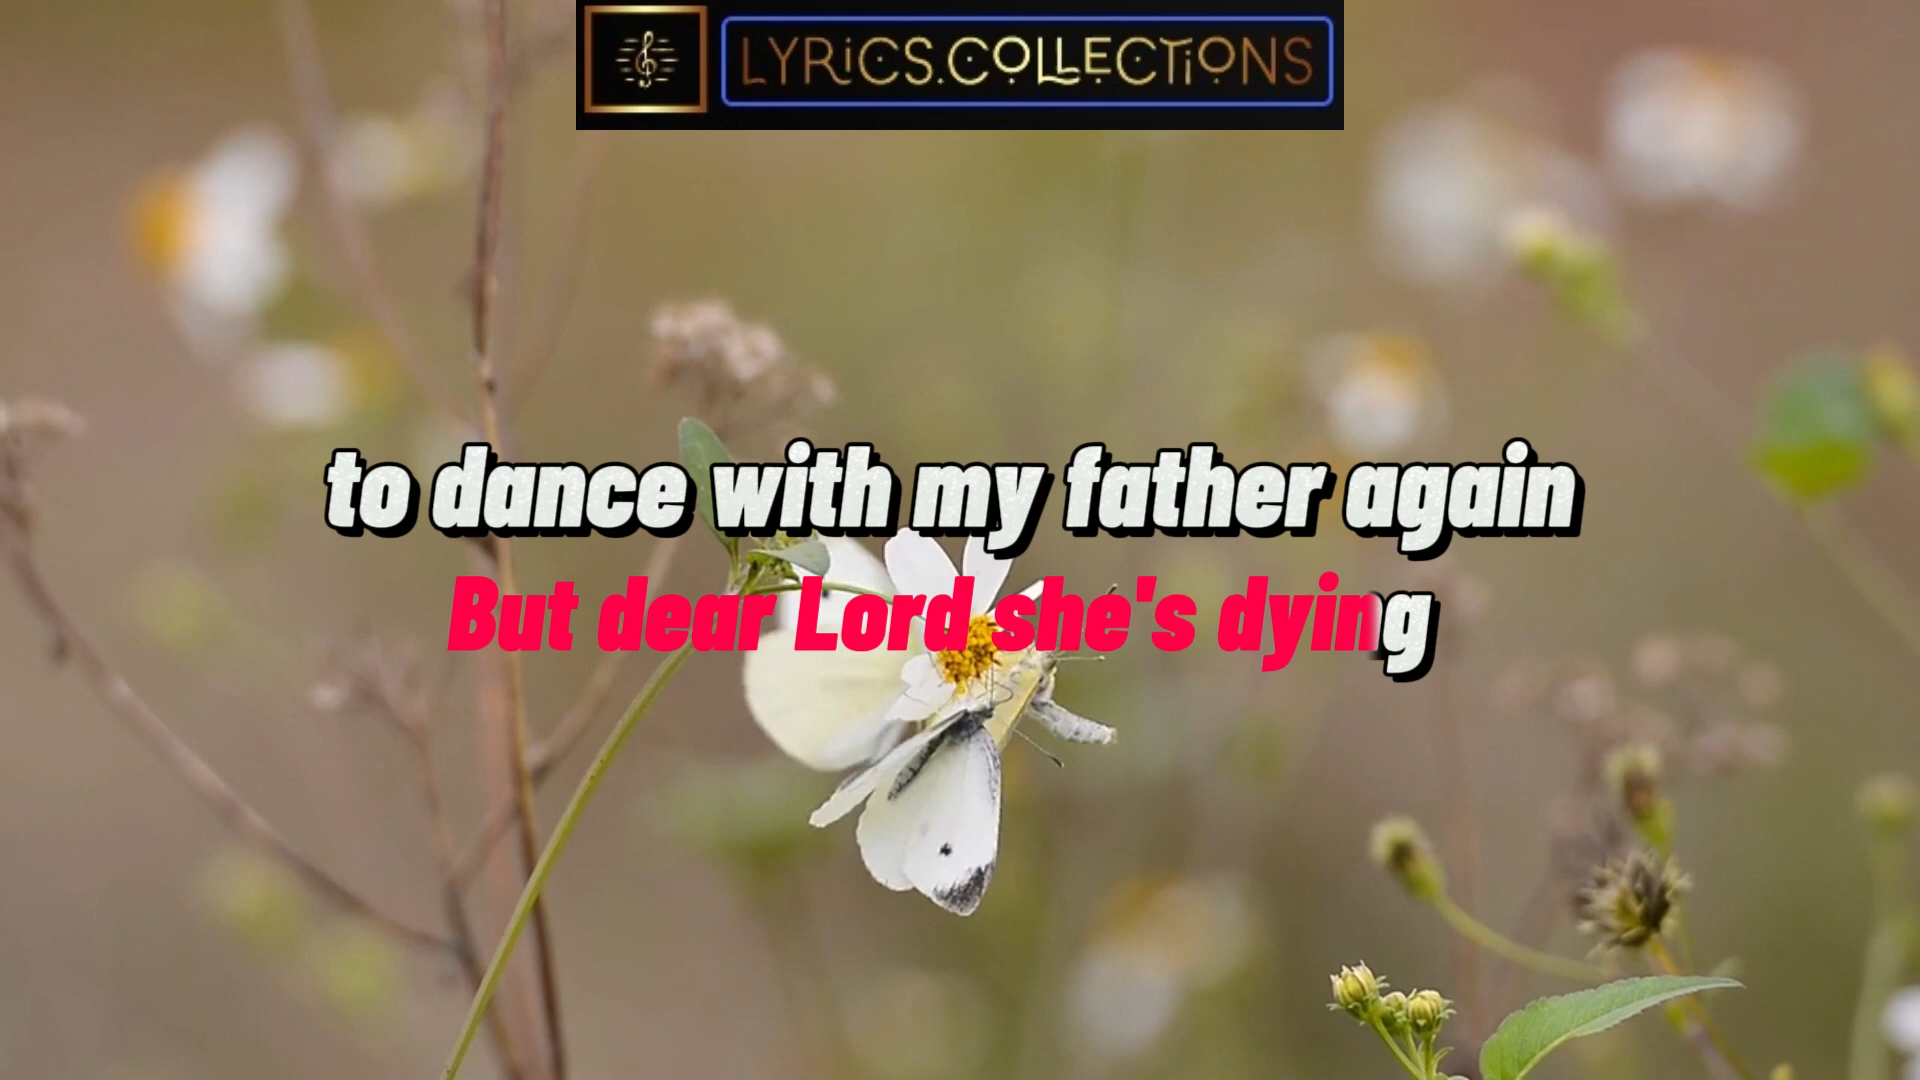 LYRiCS.COLLECTiONS
to dance with my father again
But dear Lord she's dying